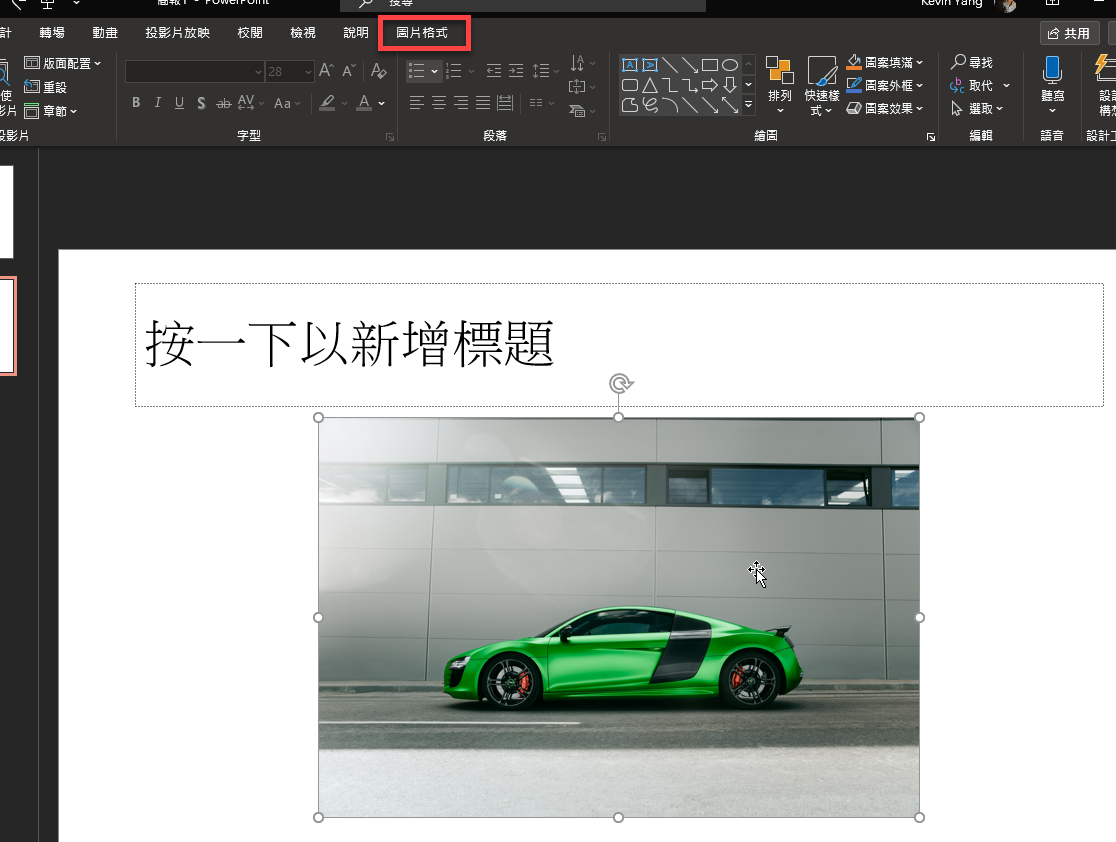 簡報1 - PowerPoint
搜尋
Kevin Yang
計 轉場 動畫 投影片放映 校閱 檢視 說明 圖片格式
共用
版面配置
重設
章節
使
影片
28
A A A
B I U S ab AV Aa A
排列
快速樣式
圖案填滿
圖案外框
圖案效果
尋找
取代
選取
聽寫
設計
構想
投影片
字型
段落
繪圖
編輯
語音
設計工
按一下以新增標題